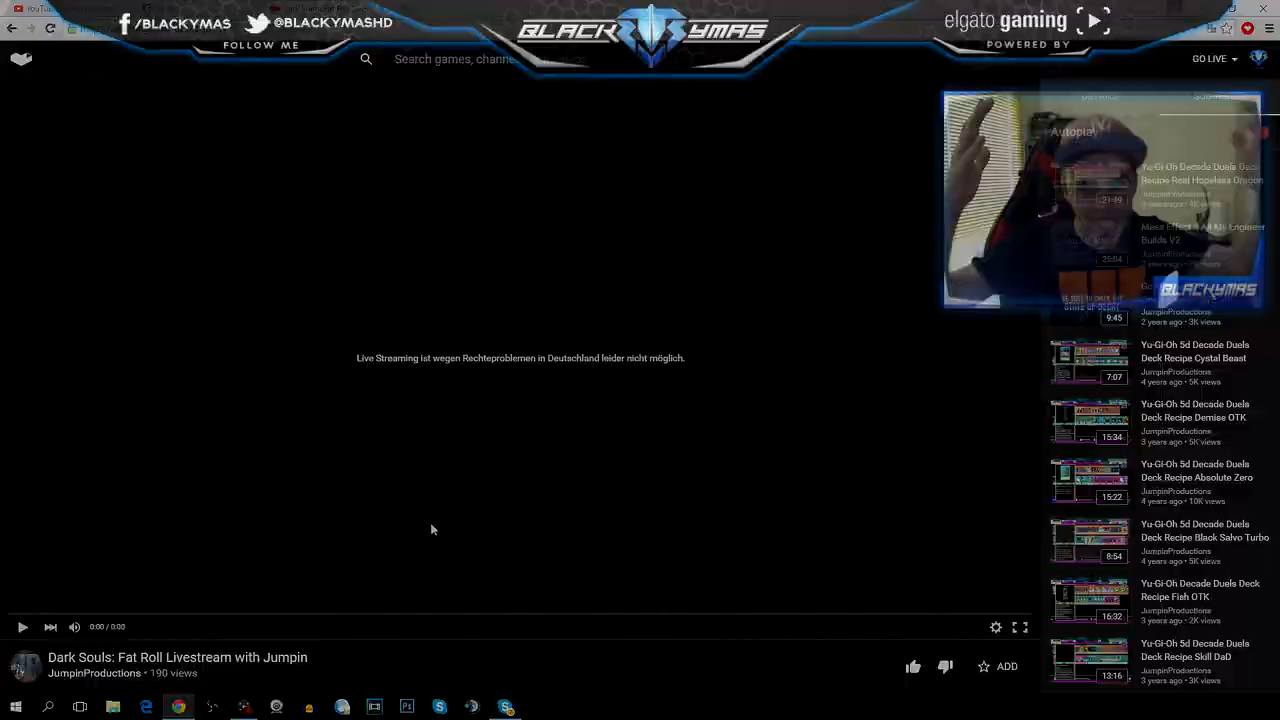 /BLACKYMAS
@BLACKYMASHD
FOLLOW ME
BLACKYMAS
elgato gaming
POWERED BY
Search games, channe
GO LIVE
Autoplay
Yu-Gi-Oh Decade Duels Deck
Recipe Real Hopeless Dragon
21:19
Mass Effect 3 All My Engineer
Builds V2
25:04
BLACKYMAS
JumpinProductions
2 years ago • 3K views
9:45
Yu-Gi-Oh 5d Decade Duels
Deck Recipe Cystal Beast
JumpinProductions
4 years ago • 5K views
7:07
Yu-Gi-Oh 5d Decade Duels
Deck Recipe Demise OTK
JumpinProductions
3 years ago • 5K views
15:34
Yu-Gi-Oh 5d Decade Duels
Deck Recipe Absolute Zero
JumpinProductions
4 years ago • 10K views
15:22
Yu-Gi-Oh 5d Decade Duels
Deck Recipe Black Salvo Turbo
JumpinProductions
4 years ago • 5K views
8:54
Yu-Gi-Oh Decade Duels Deck
Recipe Fish OTK
JumpinProductions
3 years ago • 2K views
16:32
Yu-Gi-Oh 5d Decade Duels
Deck Recipe Skill DaD
JumpinProductions
3 years ago • 3K views
13:16
Live Streaming ist wegen Rechteproblemen in Deutschland leider nicht möglich.
0:00 / 0:00
Dark Souls: Fat Roll Livestream with Jumpin
JumpinProductions • 190 views
ADD